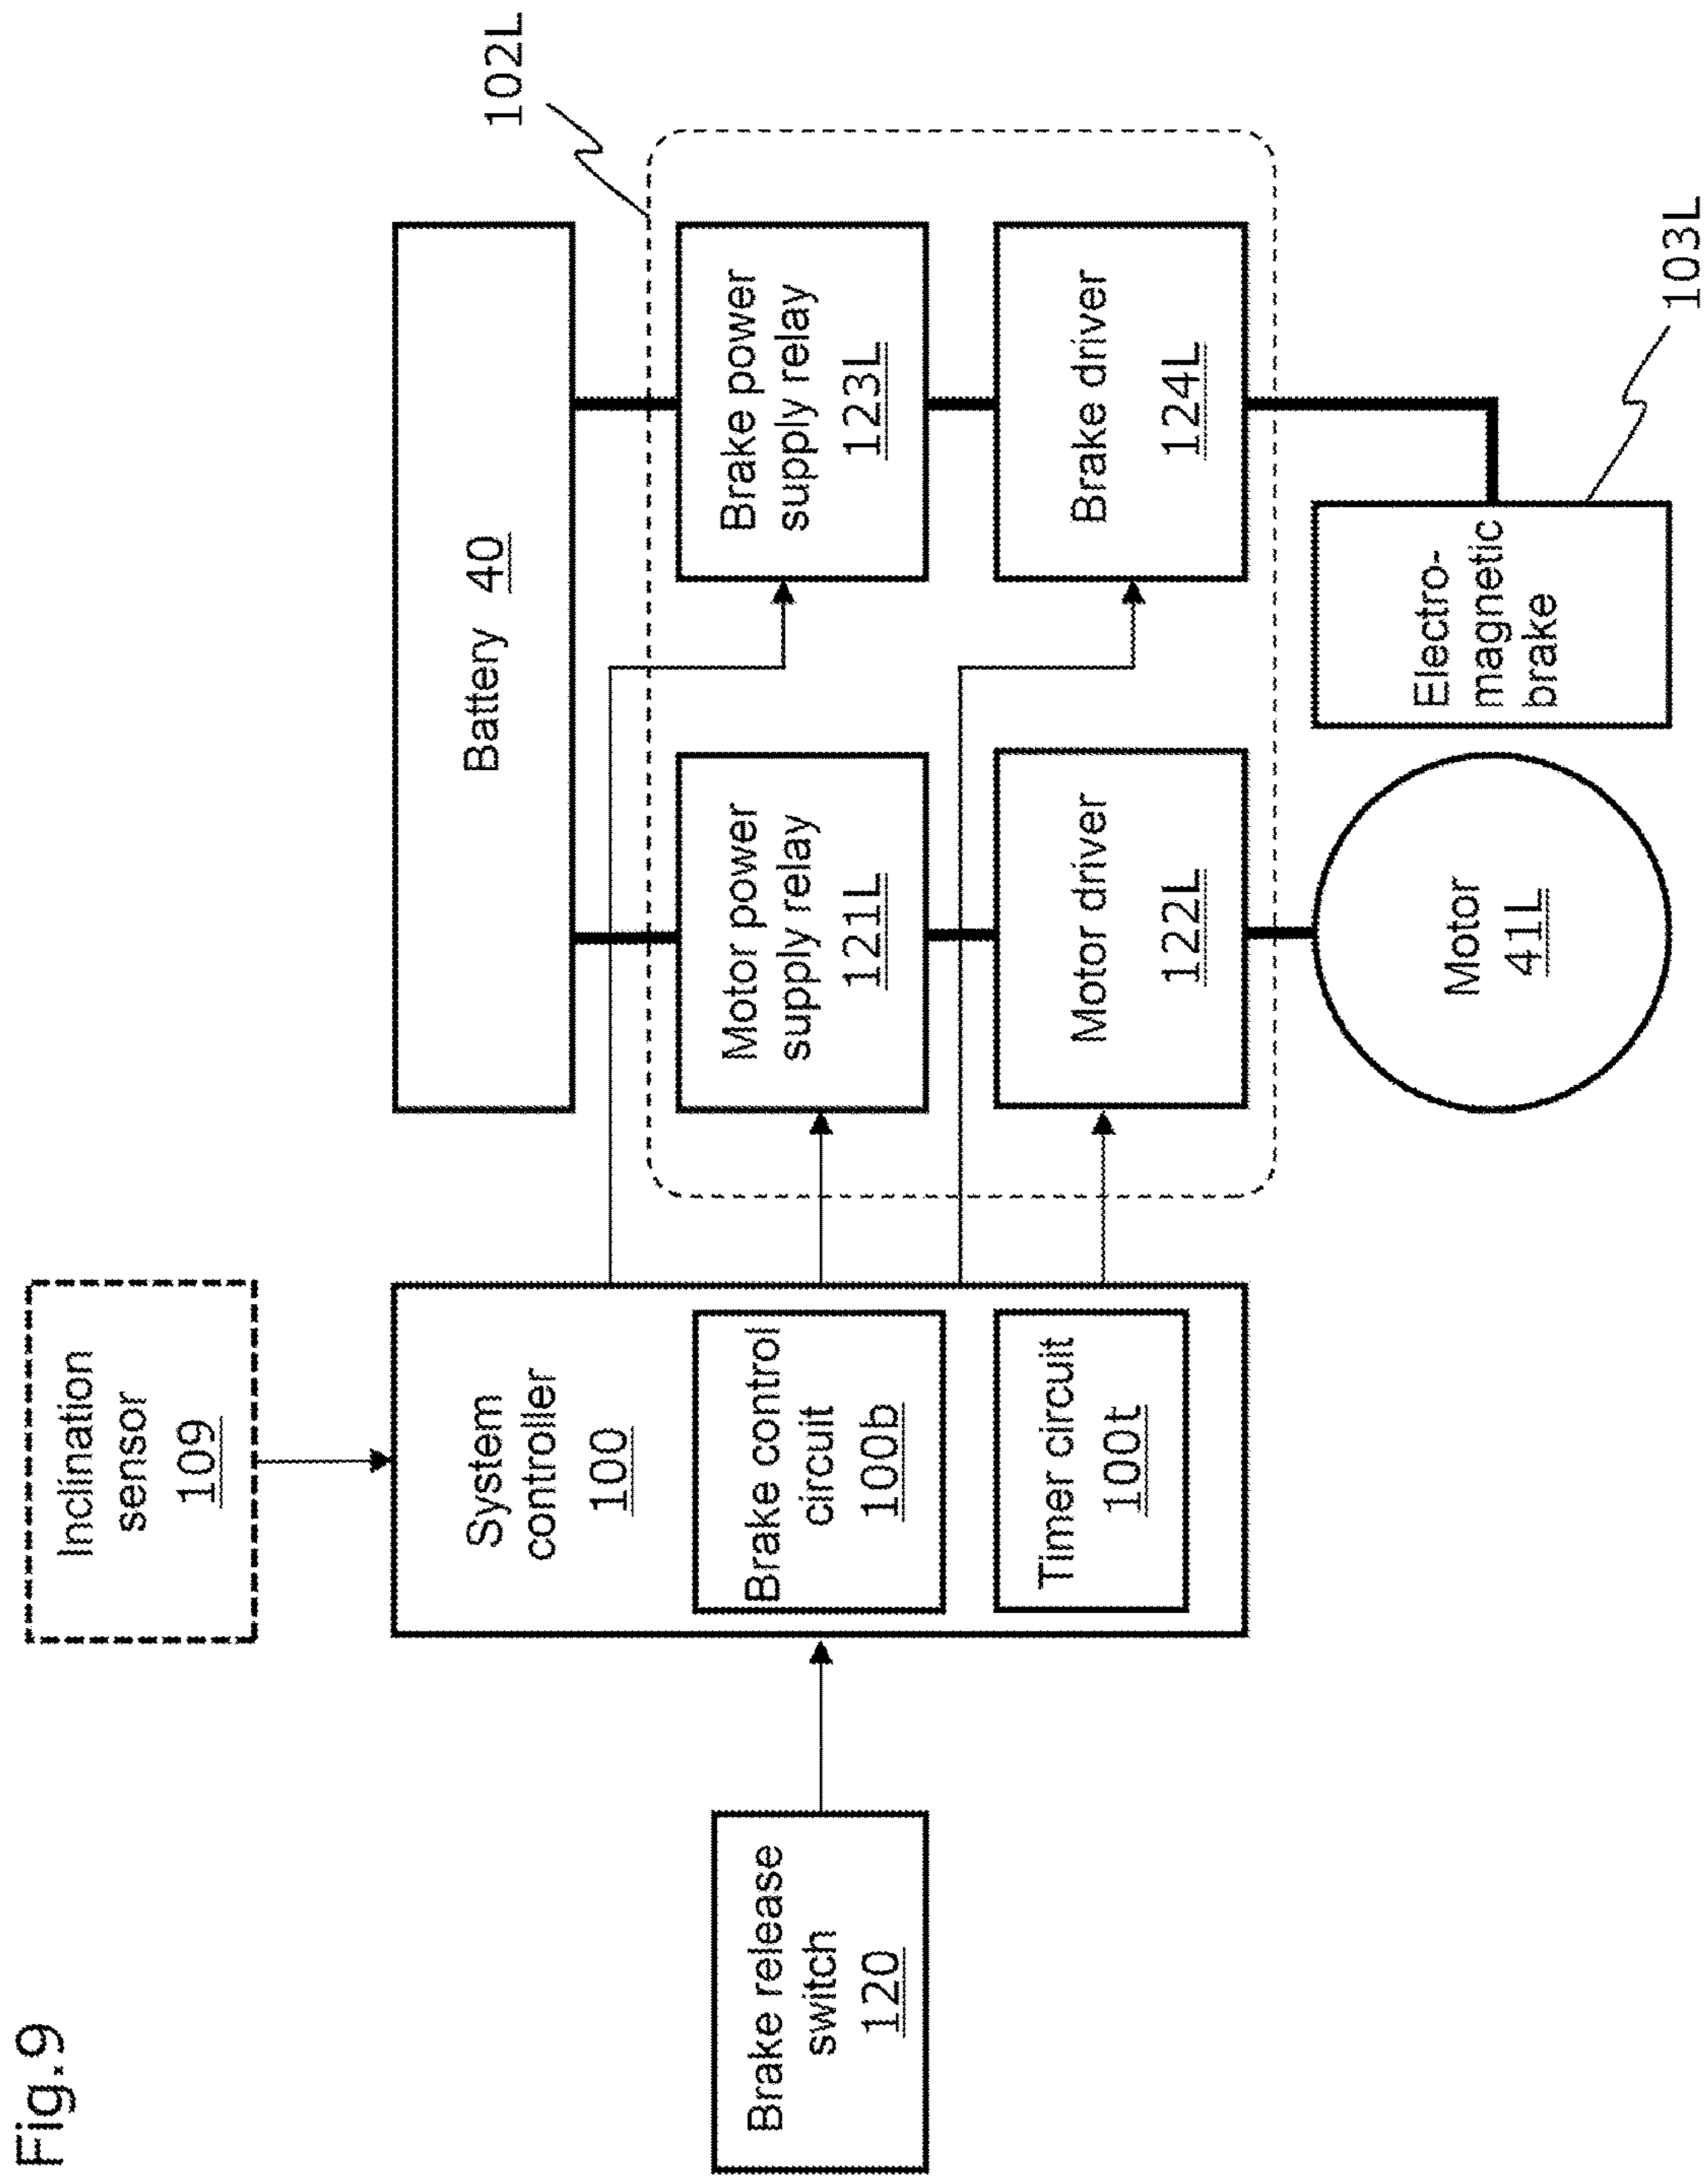 Fig.9
Inclination
sensor
109
102L
Battery 40
System
controller
100
Brake release
switch
120
Brake control
circuit
100b
Timer circuit
100t
Motor power
supply relay
121L
Brake power
supply relay
123L
Motor driver
122L
Brake driver
124L
Motor
41L
Electro-
magnetic
brake
103L